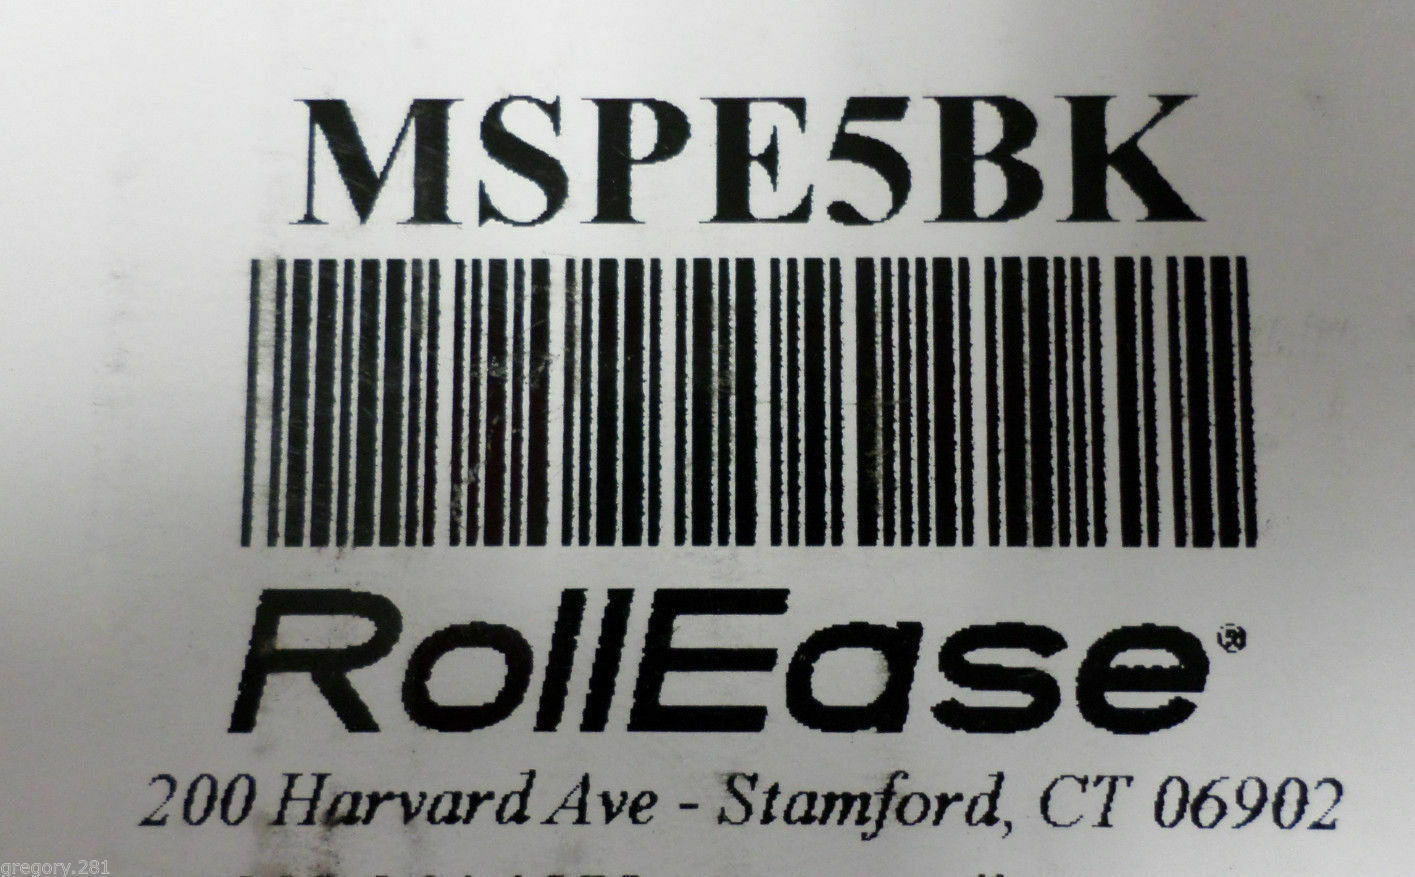 MSPE5BK
RollEase®
200 Harvard Ave - Stamford, CT 06902
gregory.281